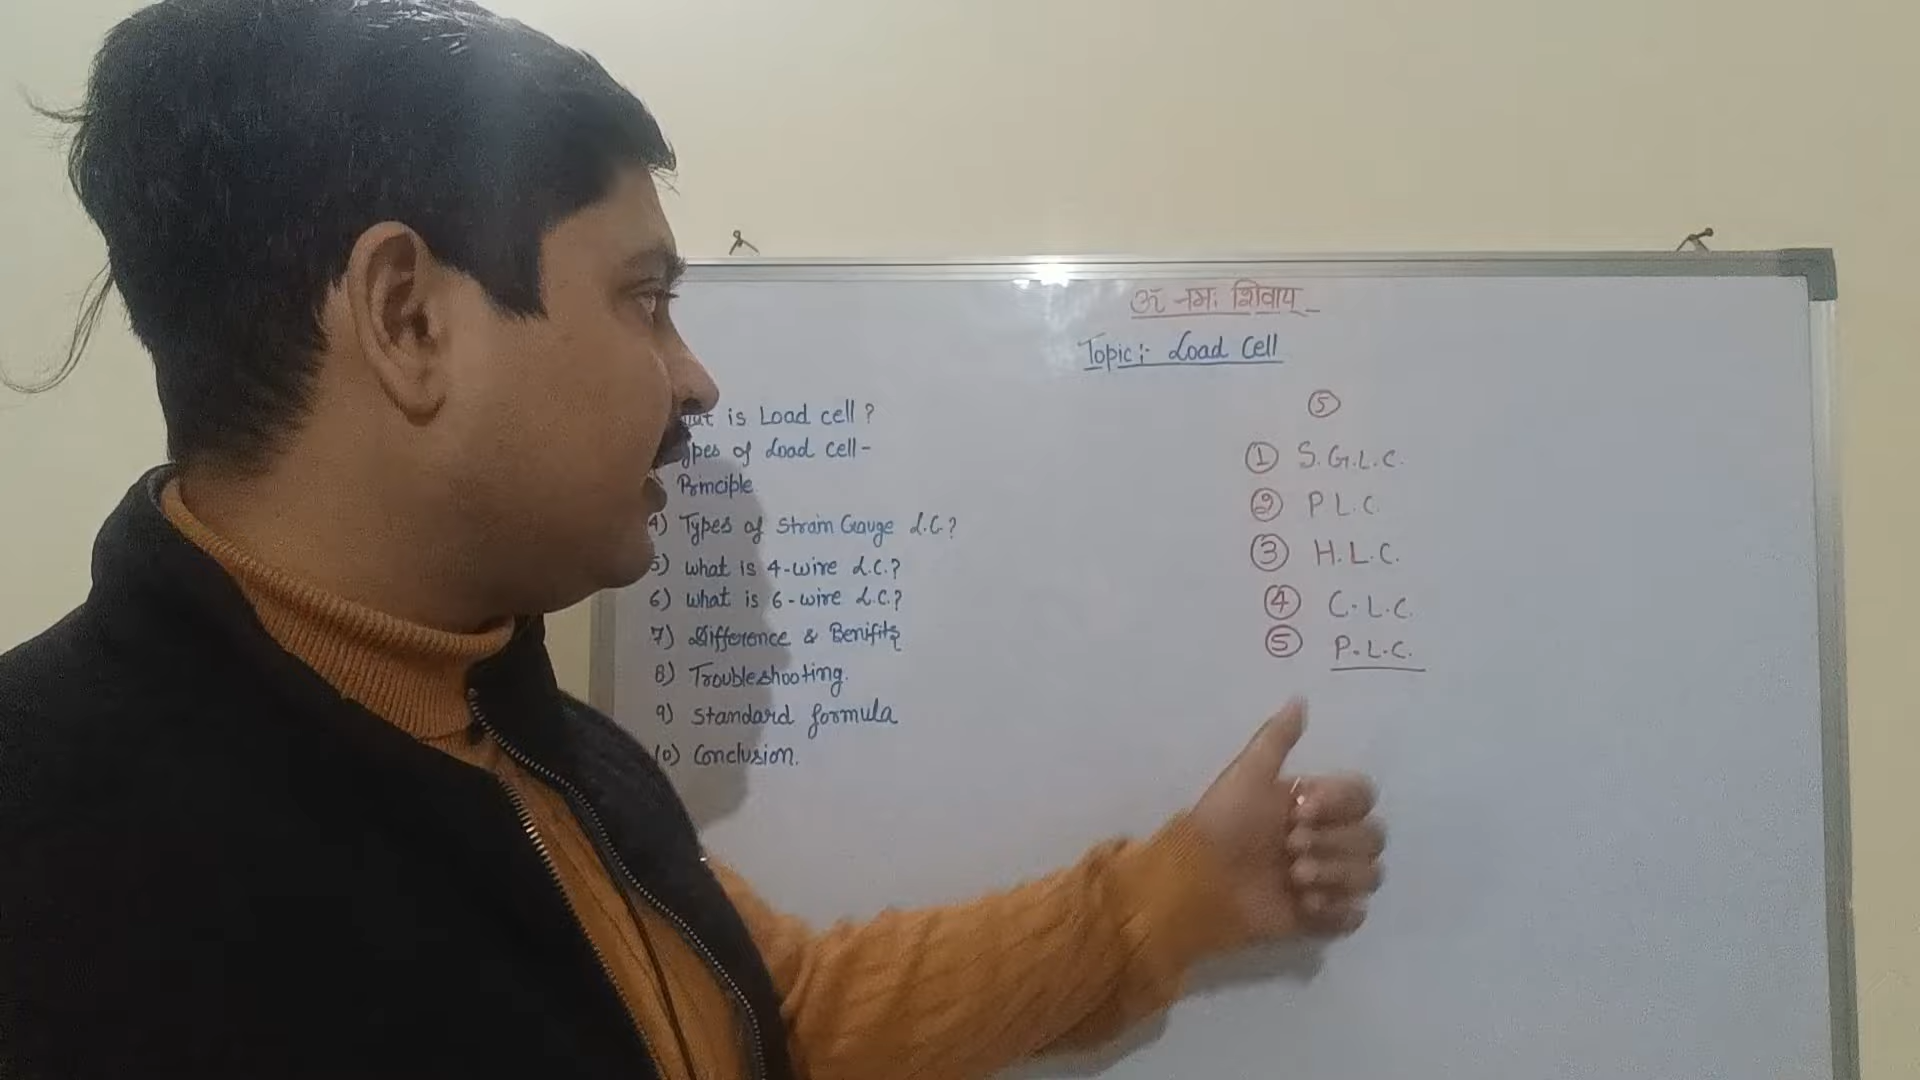 ॐ नमः शिवाय
Topic:- Load Cell
is Load cell?
of Load cell-
Principle
4) Types of Strain Gauge L.C.?
5) what is 4-wire L.C.?
6) what is 6-wire L.C.?
7) Difference & Benifits
8) Troubleshooting.
9) Standard formula
10) Conclusion.
5
1 S.G.L.C.
2 P L.C.
3 H.L.C.
4 C.L.C.
5 P.L.C.